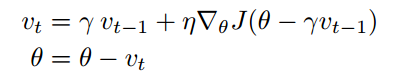 v_t = γ v_{t−1} + η∇_θ J(θ − γv_{t−1})
θ = θ − v_t